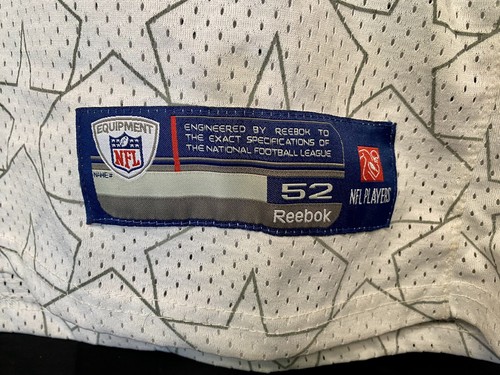 EQUIPMENT
NFL
ENGINEERED BY REEBOK TO
THE EXACT SPECIFICATIONS OF
THE NATIONAL FOOTBALL LEAGUE
NAME/#
52
Reebok
NFL PLAYERS